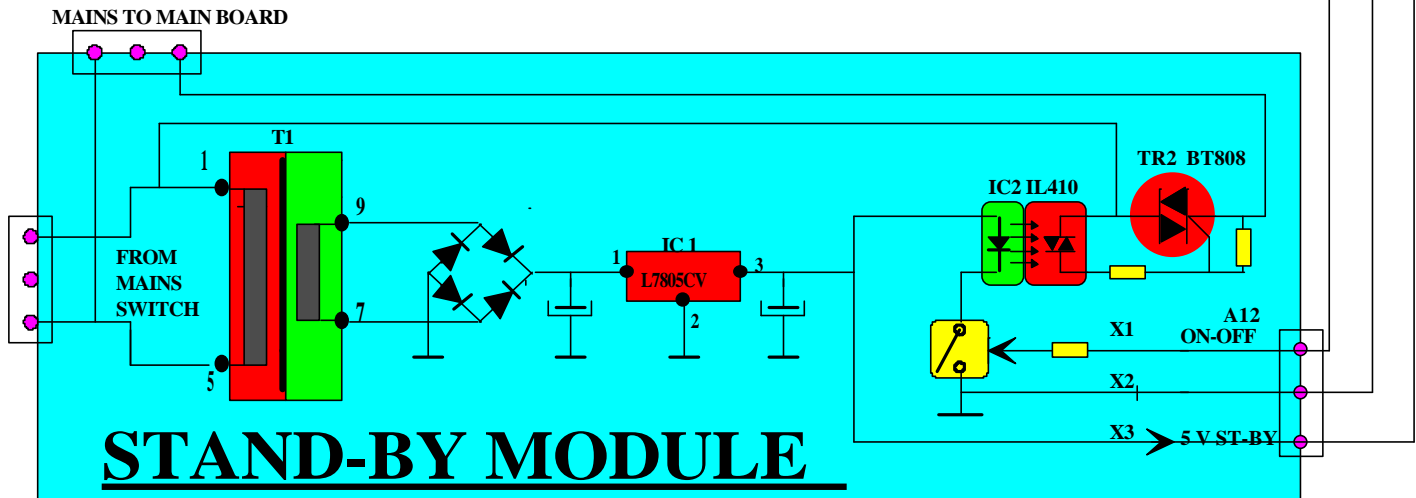 MAINS TO MAIN BOARD
T1
1
9
7
5
FROM
MAINS
SWITCH
IC 1
1
3
L7805CV
2
IC2 IL410
TR2 BT808
A12
X1
ON-OFF
X2
X3
5 V ST-BY
STAND-BY MODULE